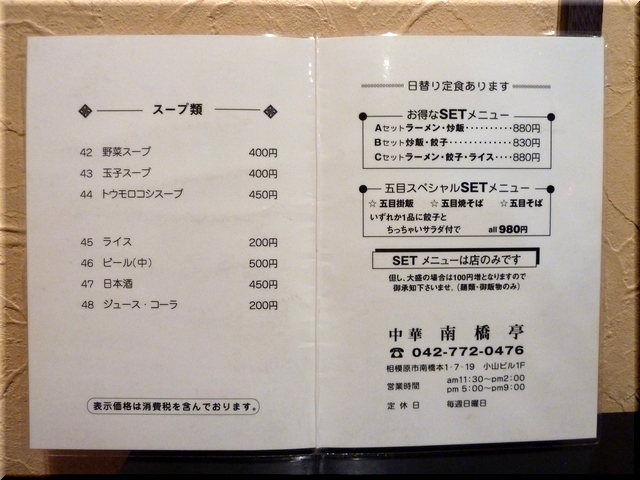 スープ類
42 野菜スープ 400円
43 玉子スープ 400円
44 トウモロコシスープ 450円
45 ライス 200円
46 ビール(中) 500円
47 日本酒 450円
48 ジュース・コーラ 200円
表示価格は消費税を含んでおります。
日替り定食あります
お得なSETメニュー
Aセットラーメン・炒飯・・・・・・・・・・880円
Bセット炒飯・餃子・・・・・・・・・・・・830円
Cセットラーメン・餃子・ライス・・・・880円
五目スペシャルSETメニュー
☆ 五目掛飯 ☆ 五目焼そば ☆ 五目そば
いずれか1品に餃子と
ちっちゃいサラダ付で all 980円
SET メニューは店のみです
但し、大盛の場合は100円増となりますので
御承知下さいませ。(麺類・御飯物のみ)
中華 南橋亭
☎ 042-772-0476
相模原市南橋本1-7-19 小山ビル1F
営業時間 am11:30〜pm2:00
pm 5:00〜pm9:00
定休日 毎週日曜日